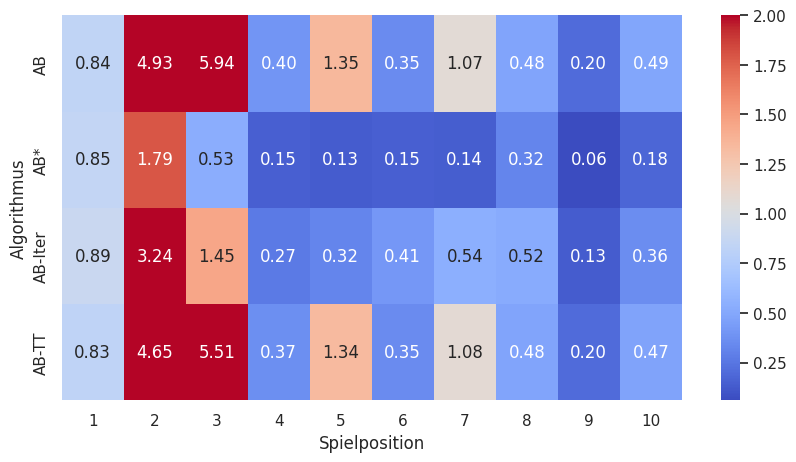 AB 0.84 4.93 5.94 0.40 1.35 0.35 1.07 0.48 0.20 0.49
AB* 0.85 1.79 0.53 0.15 0.13 0.15 0.14 0.32 0.06 0.18
AB-Iter 0.89 3.24 1.45 0.27 0.32 0.41 0.54 0.52 0.13 0.36
AB-TT 0.83 4.65 5.51 0.37 1.34 0.35 1.08 0.48 0.20 0.47
1 2 3 4 5 6 7 8 9 10
Spielposition
Algorithmus
2.00
1.75
1.50
1.25
1.00
0.75
0.50
0.25